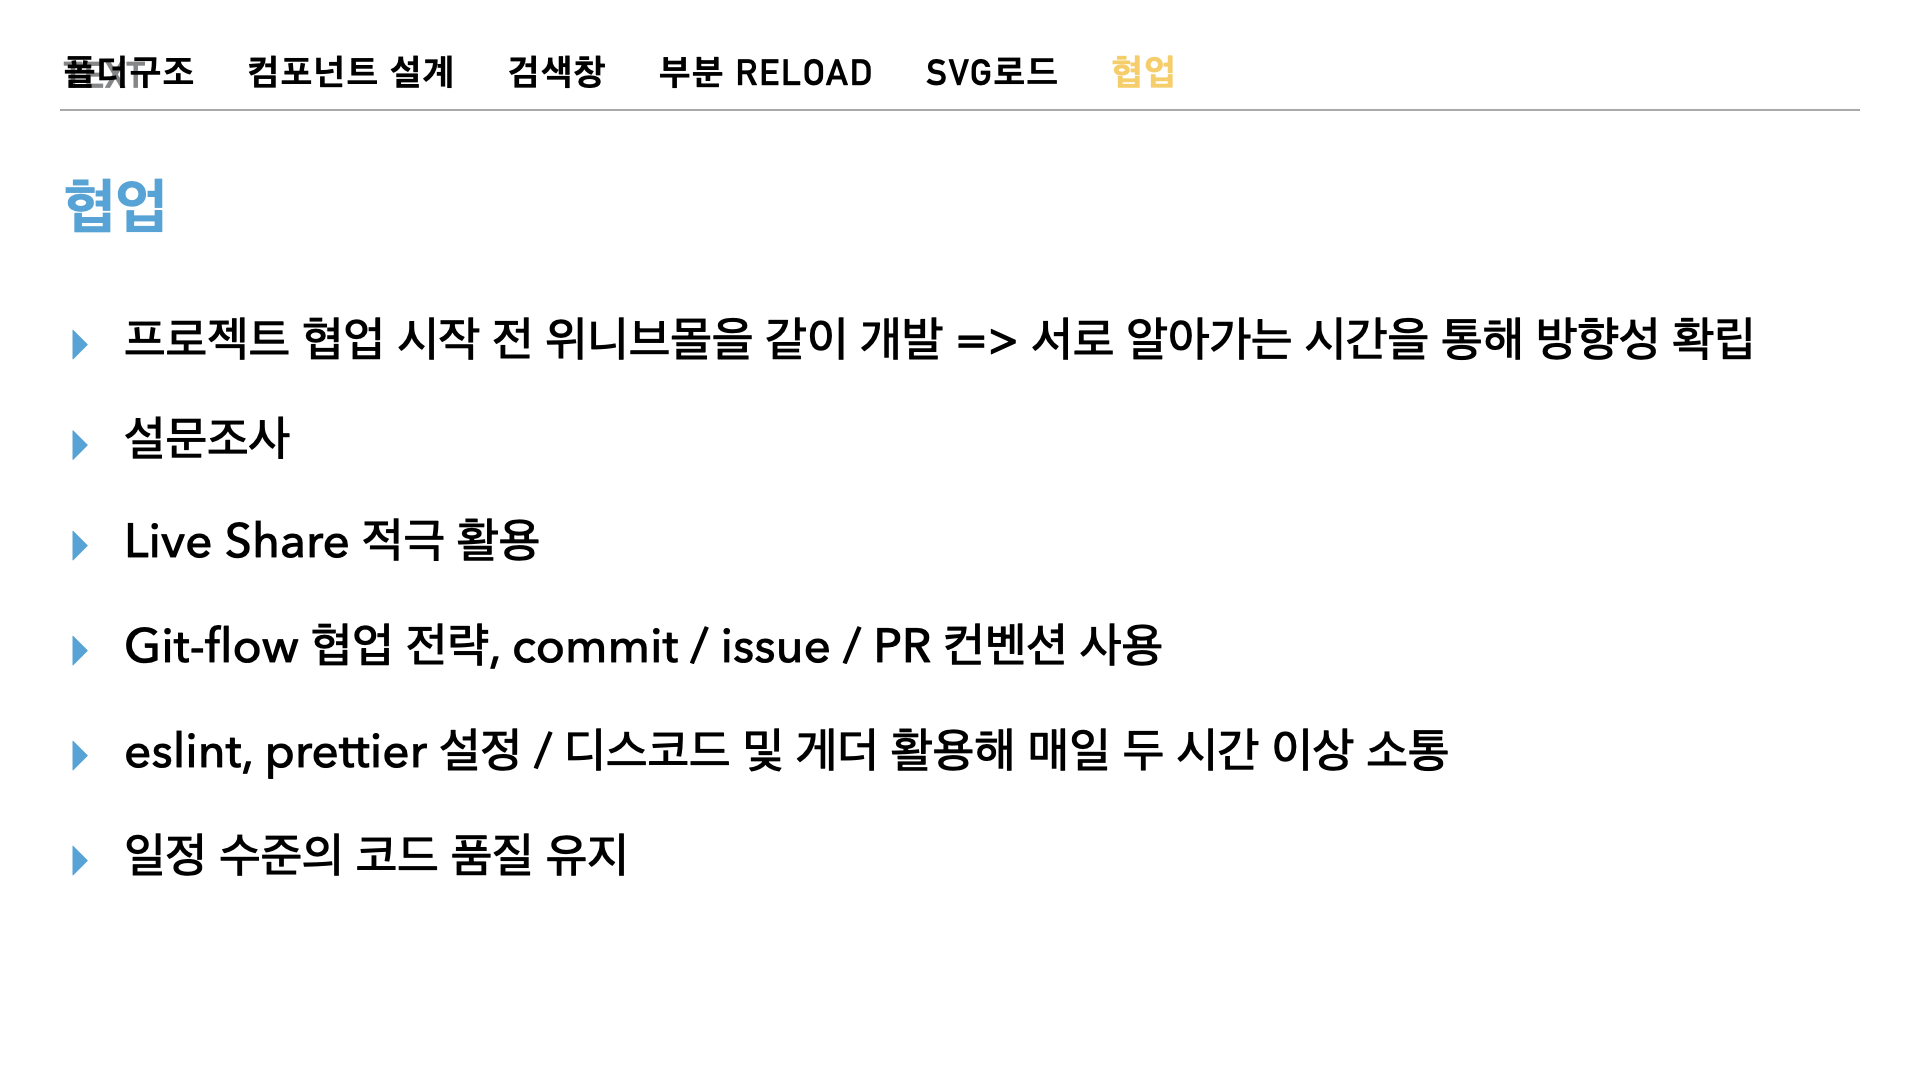 폴더구조 컴포넌트 설계 검색창 부분 RELOAD SVG로드 협업
TEXT
협업
프로젝트 협업 시작 전 위니브몰을 같이 개발 => 서로 알아가는 시간을 통해 방향성 확립
설문조사
Live Share 적극 활용
Git-flow 협업 전략, commit / issue / PR 컨벤션 사용
eslint, prettier 설정 / 디스코드 및 게더 활용해 매일 두 시간 이상 소통
일정 수준의 코드 품질 유지